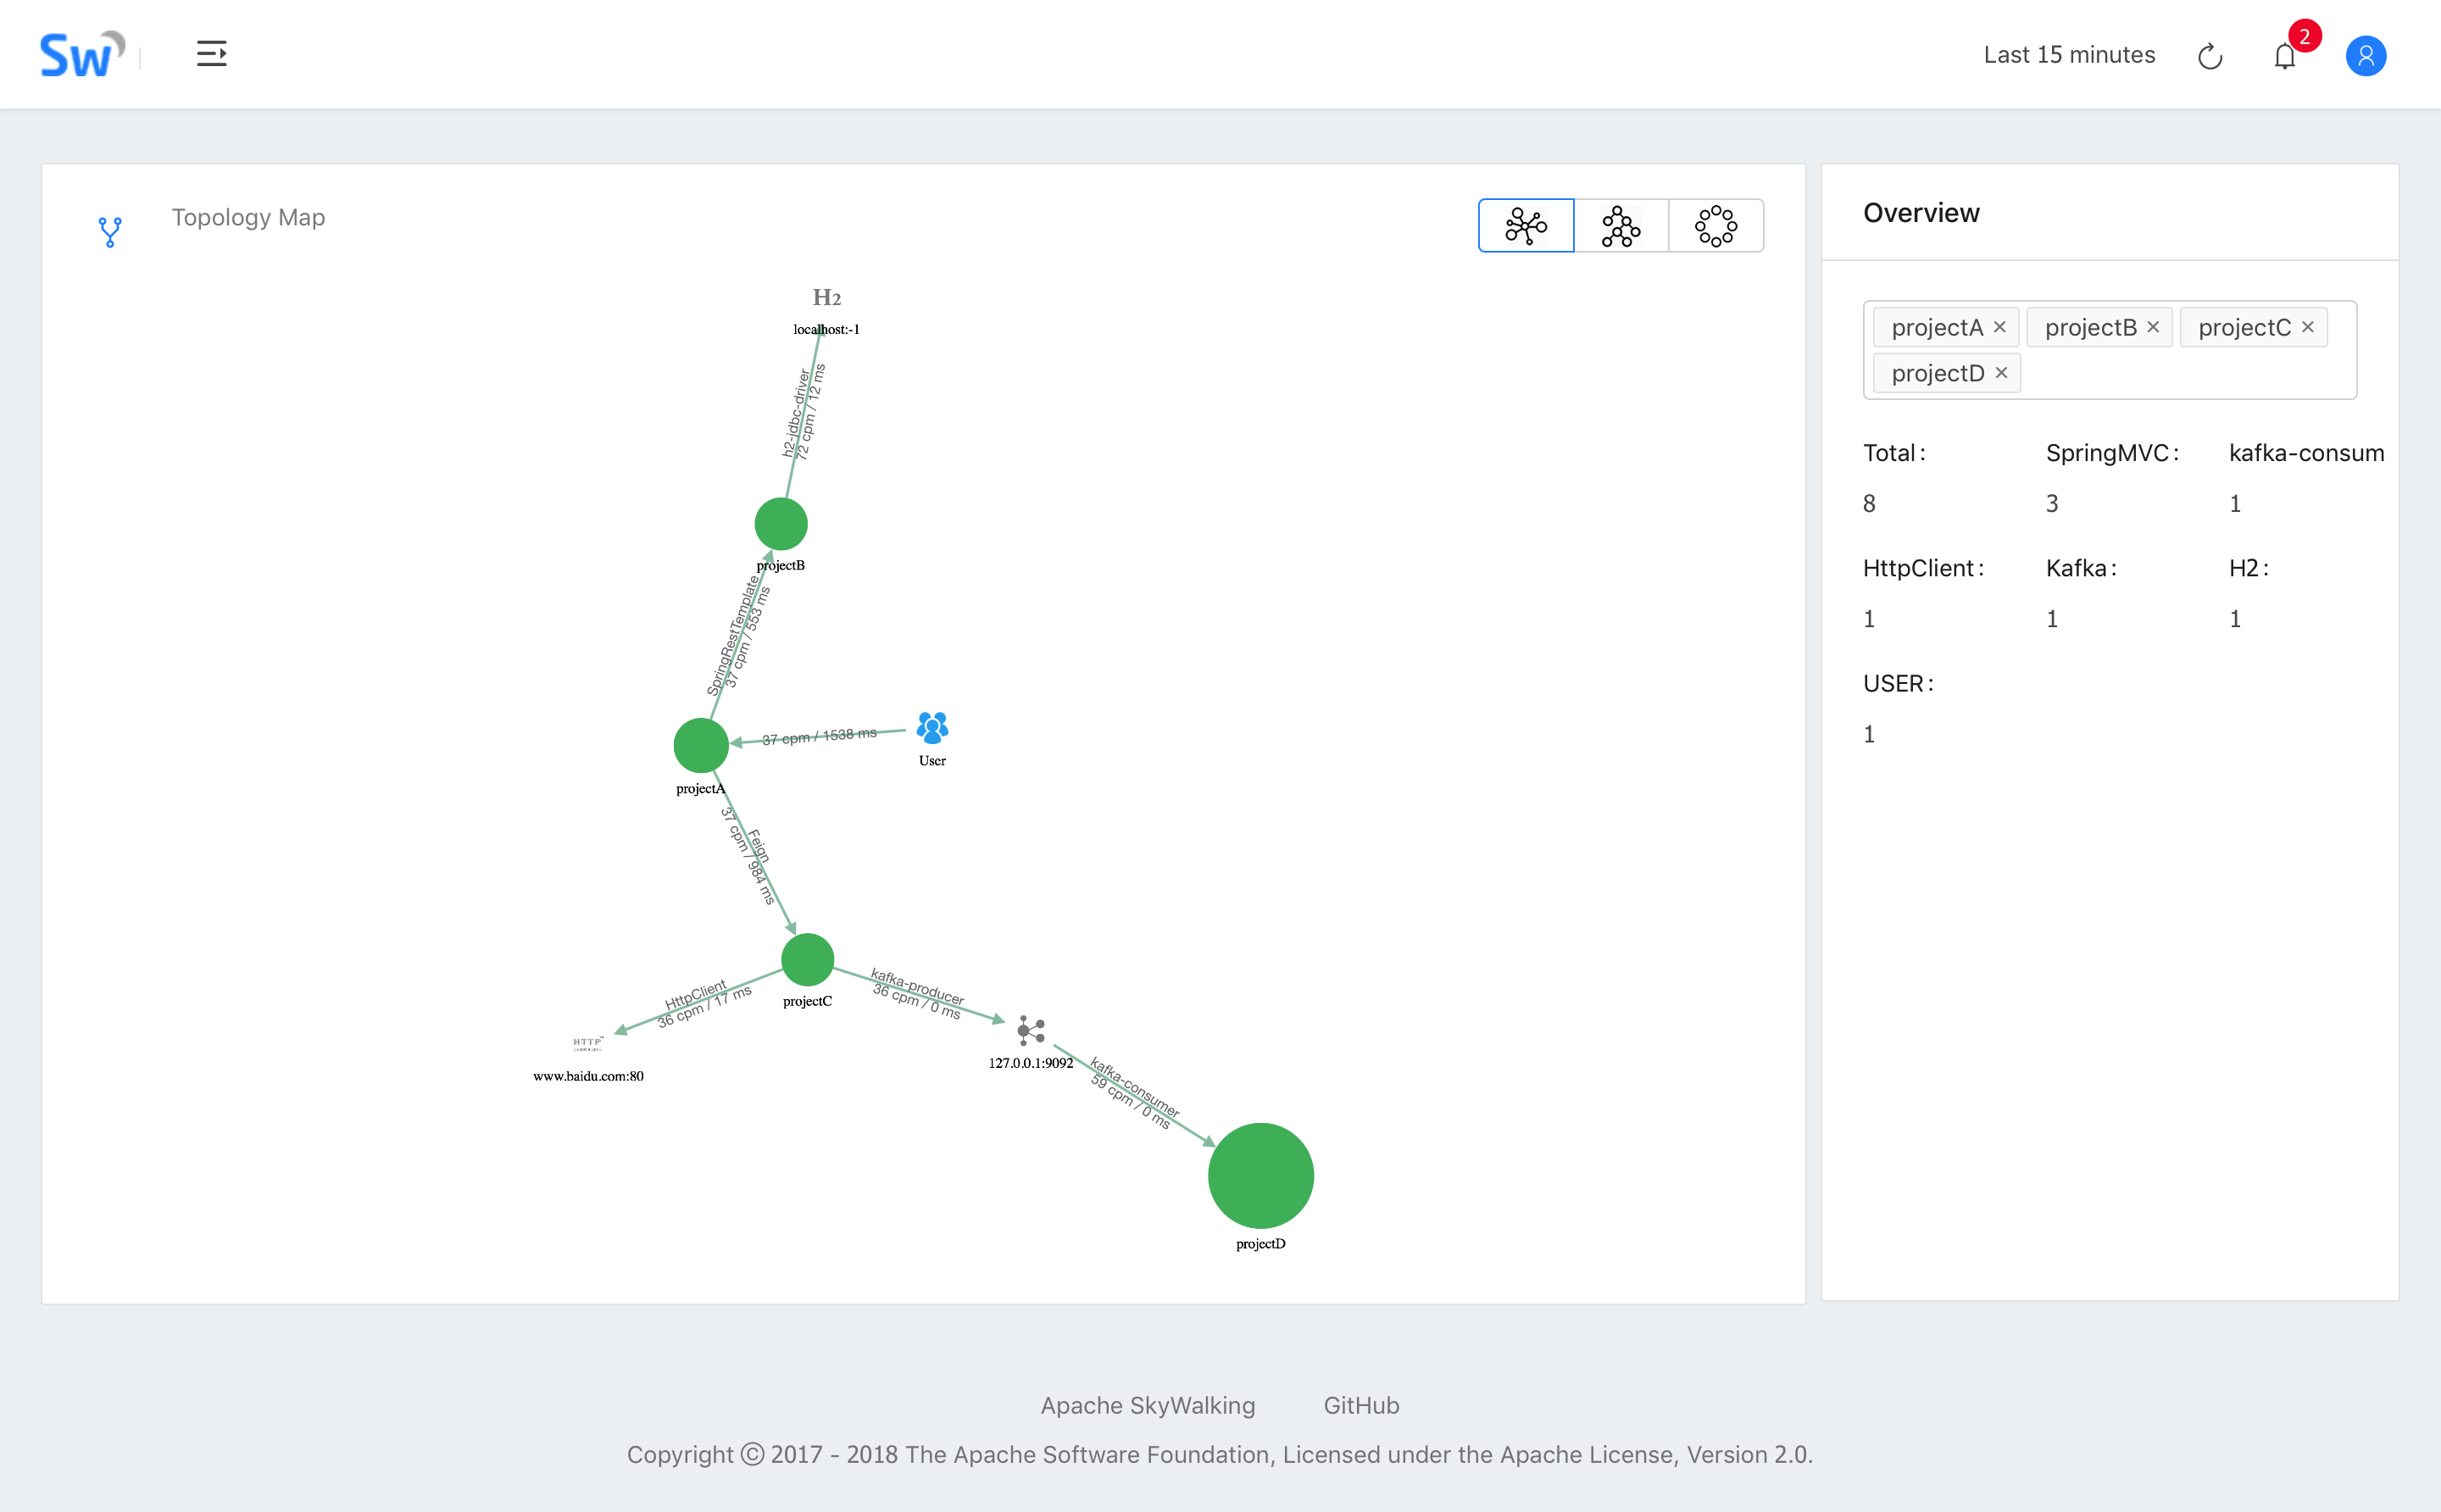 Sw
Last 15 minutes
2
Topology Map
H2
localhost:-1
h2-jdbc-driver
72 cpm / 12 ms
projectB
SpringRestTemplate
37 cpm / 553 ms
37 cpm / 1538 ms
User
projectA
Feign
37 cpm / 984 ms
projectC
HttpClient
36 cpm / 17 ms
kafka-producer
36 cpm / 0 ms
HTTP
www.baidu.com:80
127.0.0.1:9092
kafka-consumer
59 cpm / 0 ms
projectD
Overview
projectA × projectB × projectC ×
projectD ×
Total: SpringMVC: kafka-consum
8 3 1
HttpClient: Kafka: H2:
1 1 1
USER:
1
Apache SkyWalking GitHub
Copyright © 2017 - 2018 The Apache Software Foundation, Licensed under the Apache License, Version 2.0.